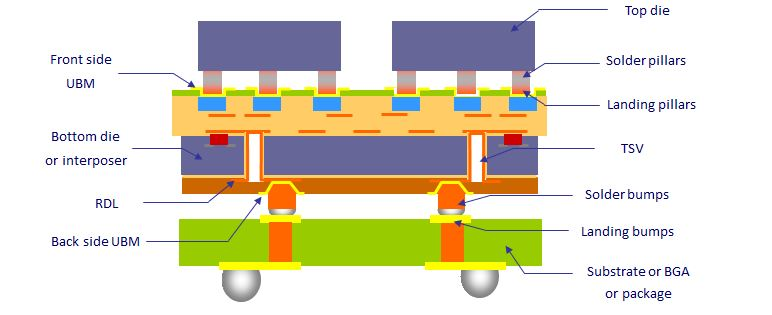 Top die
Front side
UBM
Solder pillars
Landing pillars
Bottom die
or interposer
TSV
RDL
Solder bumps
Back side UBM
Landing bumps
Substrate or BGA
or package